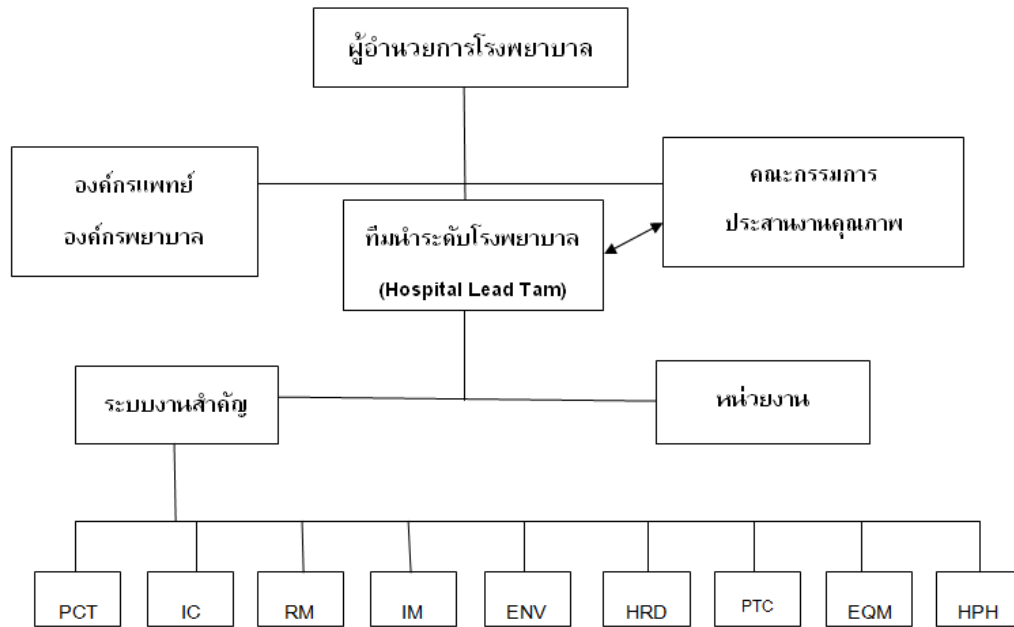 ผู้อำนวยการโรงพยาบาล
องค์กรแพทย์
องค์กรพยาบาล
คณะกรรมการ
ประสานงานคุณภาพ
ทีมนำระดับโรงพยาบาล
(Hospital Lead Tam)
ระบบงานสำคัญ
หน่วยงาน
PCT
IC
RM
IM
ENV
HRD
PTC
EQM
HPH